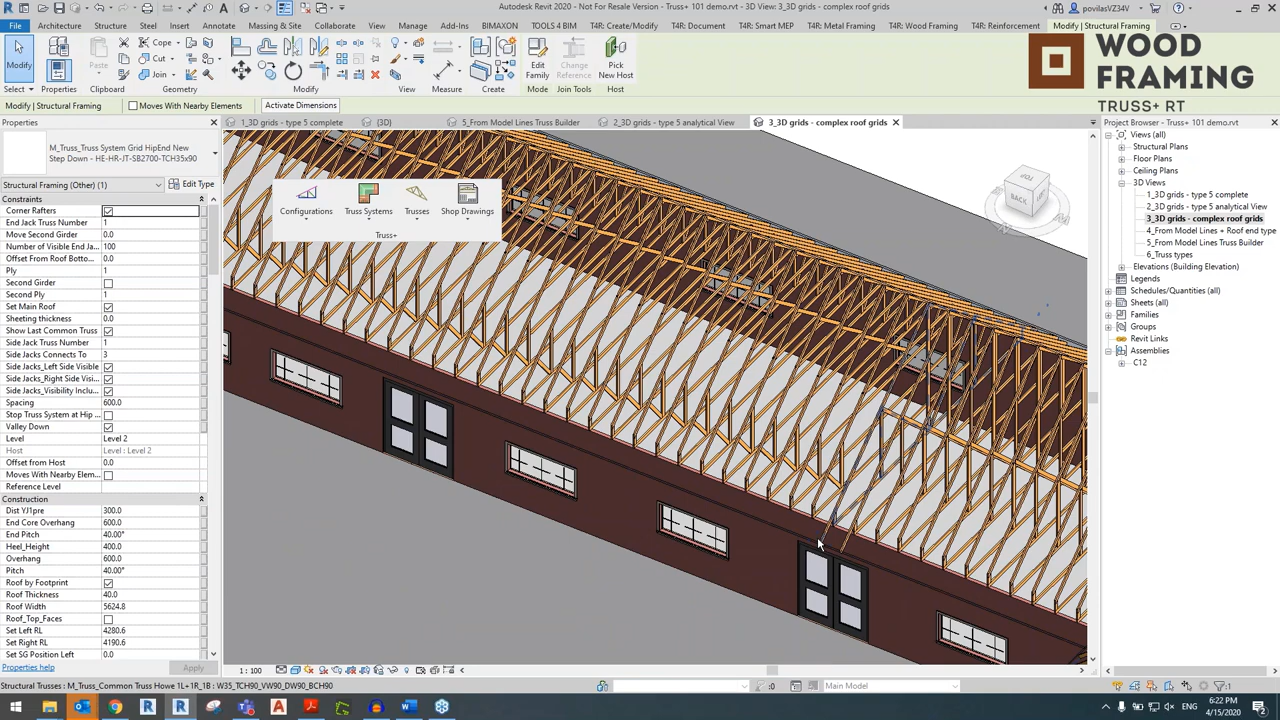 Autodesk Revit 2020 - Not For Resale Version - Truss+ 101 demo.rvt - 3D View: 3_3D grids - complex roof grids
povilasVZ34V
File Architecture Structure Steel Systems Insert Annotate Analyze Massing & Site Collaborate View Manage Add-Ins BIMAXON TOOLS 4 BIM T4R: Create/Modify T4R: Document T4R: Smart MEP T4R: Metal Framing T4R: Wood Framing T4R: Reinforcement Modify | Structural Framing
Modify Paste Cope Cut Join Edit Family Change Reference Pick New Host
Select Properties Clipboard Geometry Modify View Measure Create Mode Join Tools Host
WOOD
FRAMING
TRUSS+ RT
Modify | Structural Framing Moves With Nearby Elements Activate Dimensions
Properties
1_3D grids - type 5 complete {3D} 5_From Model Lines Truss Builder 2_3D grids - type 5 analytical View 3_3D grids - complex roof grids
M_Truss_Truss System Grid HipEnd New
Step Down - HE-HR-JT-SB2700-TCH35x90
Structural Framing (Other) (1) Edit Type
Constraints
Corner Rafters
End Jack Truss Number 1
Move Second Girder 0.0
Number of Visible End Ja... 100
Offset From Roof Botto... 0.0
Ply 1
Second Girder
Second Ply 1
Set Main Roof
Sheeting thickness 0.0
Show Last Common Truss
Side Jack Truss Number 1
Side Jacks Connects To 3
Side Jacks_Left Side Visible
Side Jacks_Right Side Visi...
Side Jacks_Visibility Inclu...
Spacing 600.0
Stop Truss System at Hip ...
Valley Down
Level Level 2
Host Level : Level 2
Offset from Host 0.0
Moves With Nearby Elem...
Reference Level
Construction
Dist YJ1pre 300.0
End Core Overhang 600.0
End Pitch 40.00°
Heel_Height 400.0
Overhang 600.0
Pitch 40.00°
Roof by Footprint
Roof Thickness 40.0
Roof Width 5624.8
Roof_Top_Faces
Set Left RL 4280.6
Set Right RL 4190.6
Set SG Position Left 0.0
Properties help Apply
Configurations Truss Systems Trusses Shop Drawings
Truss+
TOP
BACK
Project Browser - Truss+ 101 demo.rvt
Views (all)
Structural Plans
Floor Plans
Ceiling Plans
3D Views
1_3D grids - type 5 complete
2_3D grids - type 5 analytical View
3_3D grids - complex roof grids
4_From Model Lines + Roof end type
5_From Model Lines Truss Builder
6_Truss types
Elevations (Building Elevation)
Legends
Schedules/Quantities (all)
Sheets (all)
Families
Groups
Revit Links
Assemblies
C12
1 : 100
Structural Trusses : M_Truss_Common Trusses : We 1L+1R_1B : W35_TCH90_VW90_DW90_BCH90
:0 Main Model :1
ENG 6:22 PM
4/15/2020